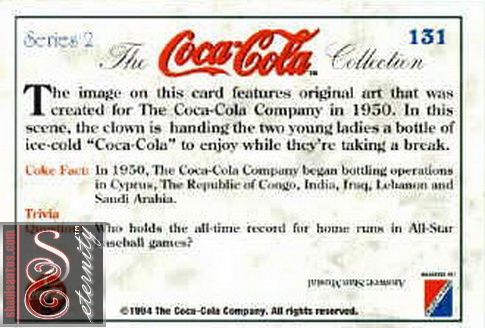 Series 2
131
The Coca-Cola Collection
The image on this card features original art that was
created for The Coca-Cola Company in 1950. In this
scene, the clown is handing the two young ladies a bottle of
ice-cold “Coca-Cola” to enjoy while they're taking a break.
Coke Fact: In 1950, The Coca-Cola Company began bottling operations
in Cyprus, The Republic of Congo, India, Iraq, Lebanon and
Saudi Arabia.
Trivia
Question: Who holds the all-time record for home runs in All-Star
baseball games?
Answer: Stan Musial
©1994 The Coca-Cola Company. All rights reserved.
shailosntos.com
S eternity™